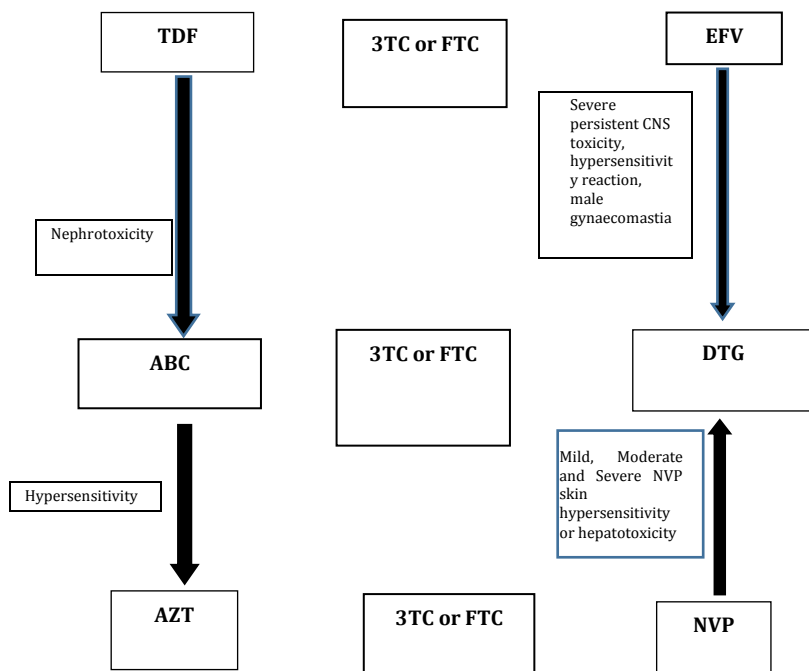 TDF
3TC or FTC
EFV
Severe
persistent CNS
toxicity,
hypersensitivit
y reaction,
male
gynaecomastia
Nephrotoxicity
ABC
3TC or FTC
DTG
Mild, Moderate
and Severe NVP
skin
hypersensitivity
or hepatotoxicity
Hypersensitivity
AZT
3TC or FTC
NVP